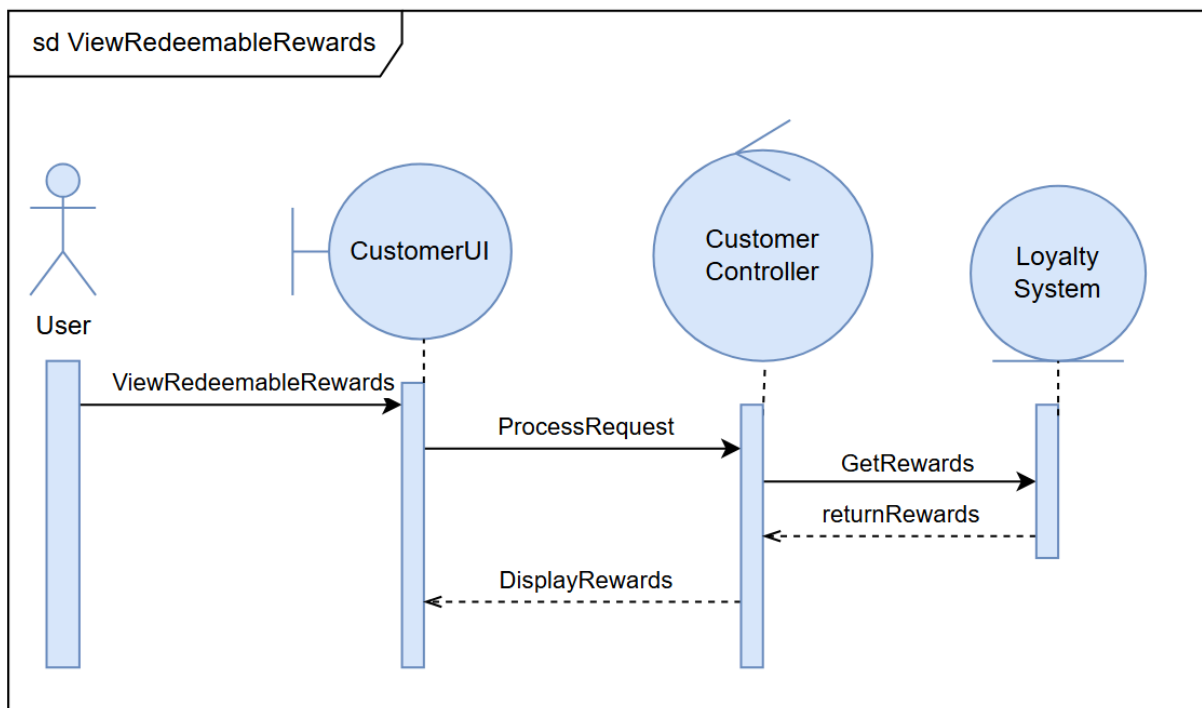 sd ViewRedeemableRewards
CustomerUI
Customer
Controller
Loyalty
System
User
ViewRedeemableRewards
ProcessRequest
GetRewards
returnRewards
DisplayRewards